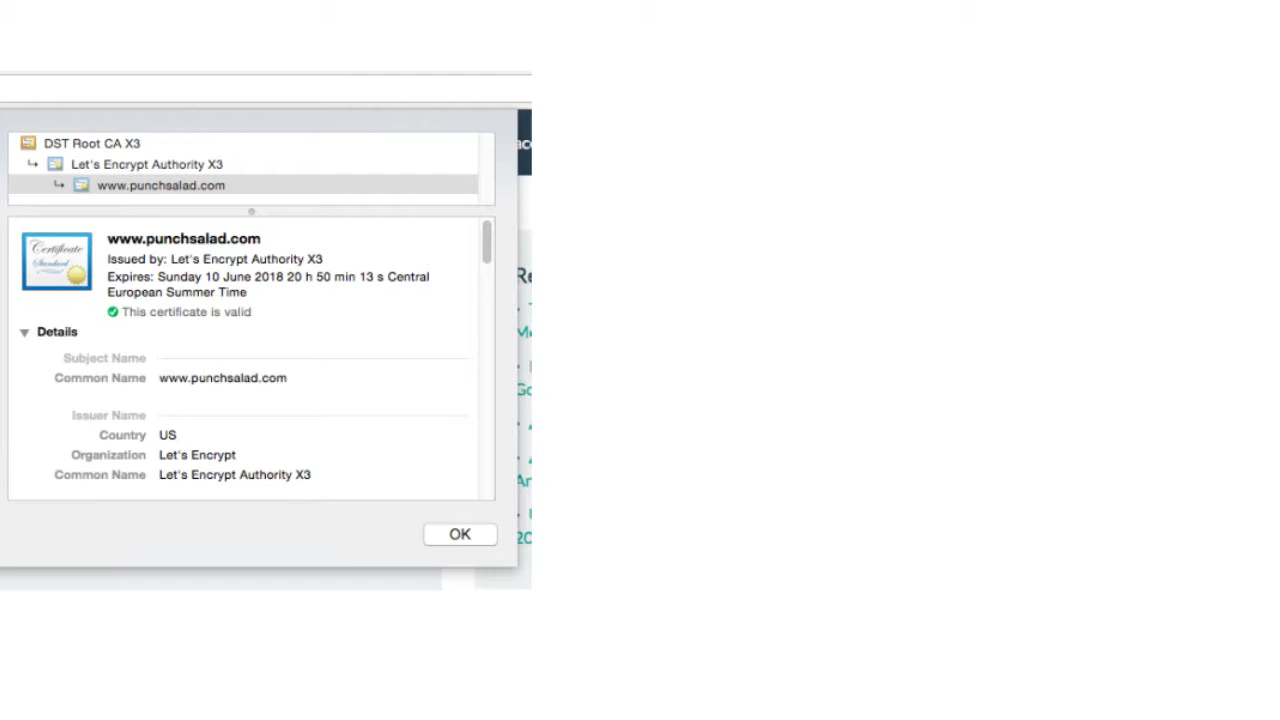 DST Root CA X3
Let's Encrypt Authority X3
www.punchsalad.com
Certificate
Standard
www.punchsalad.com
Issued by: Let's Encrypt Authority X3
Expires: Sunday 10 June 2018 20 h 50 min 13 s Central
European Summer Time
This certificate is valid
Details
Subject Name
Common Name www.punchsalad.com
Issuer Name
Country US
Organization Let's Encrypt
Common Name Let's Encrypt Authority X3
OK